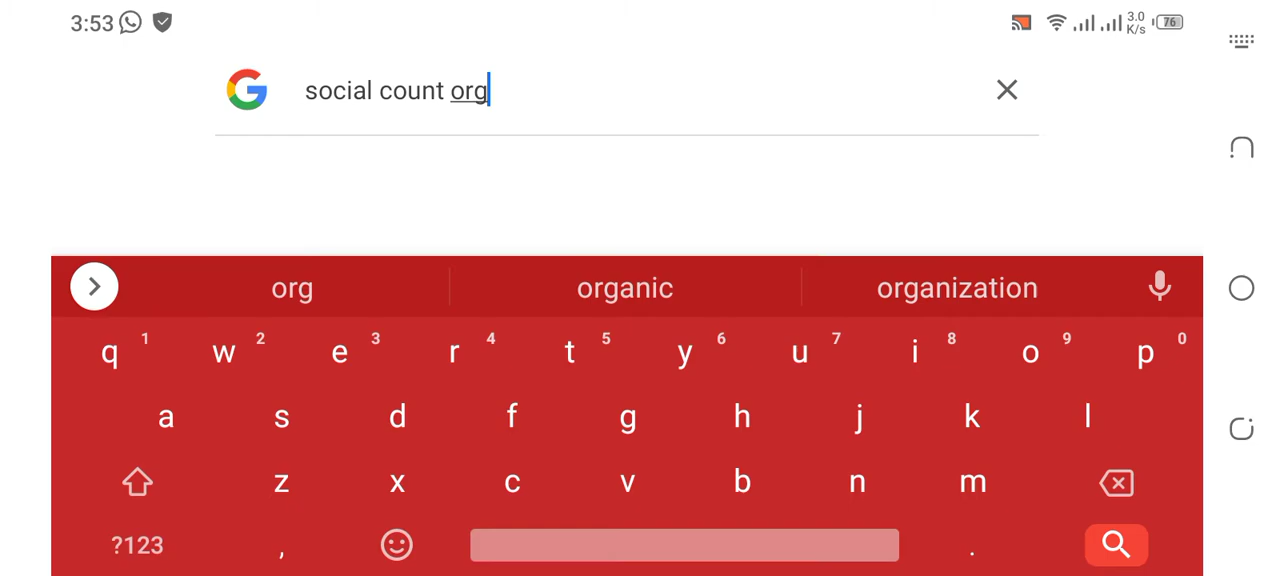 3:53 3.0 K/s 76
social count org
org organic organization
q 1 w 2 e 3 r 4 t 5 y 6 u 7 i 8 o 9 p 0
a s d f g h j k l
z x c v b n m
?123 , .